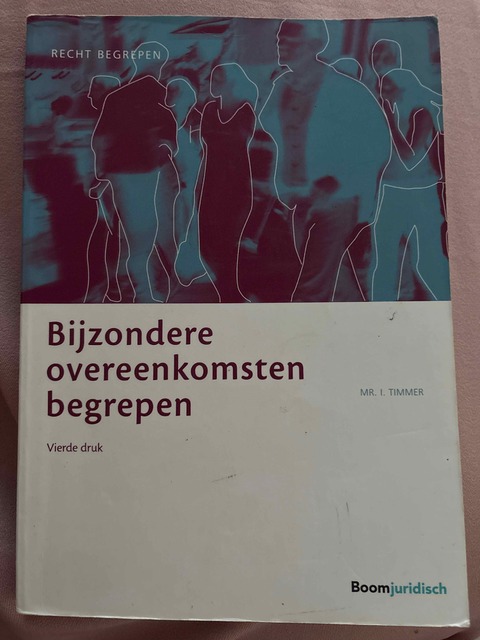 RECHT BEGREPEN
Bijzondere
overeenkomsten
begrepen
MR. I. TIMMER
Vierde druk
Boomjuridisch